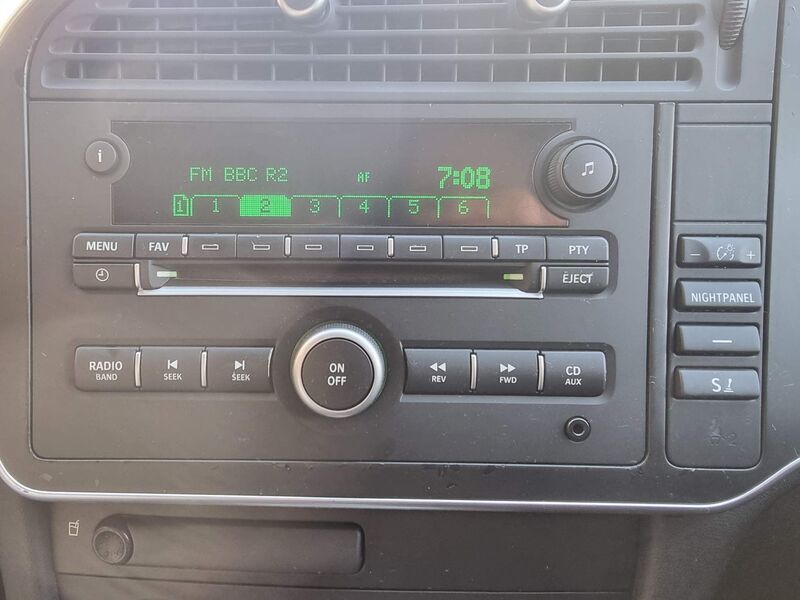 i
FM BBC R2 AF 7:08
1 1 2 3 4 5 6
MENU FAV TP PTY
EJECT
NIGHTPANEL
RADIO BAND
SEEK
SEEK
ON OFF
REV
FWD
CD AUX
S
2